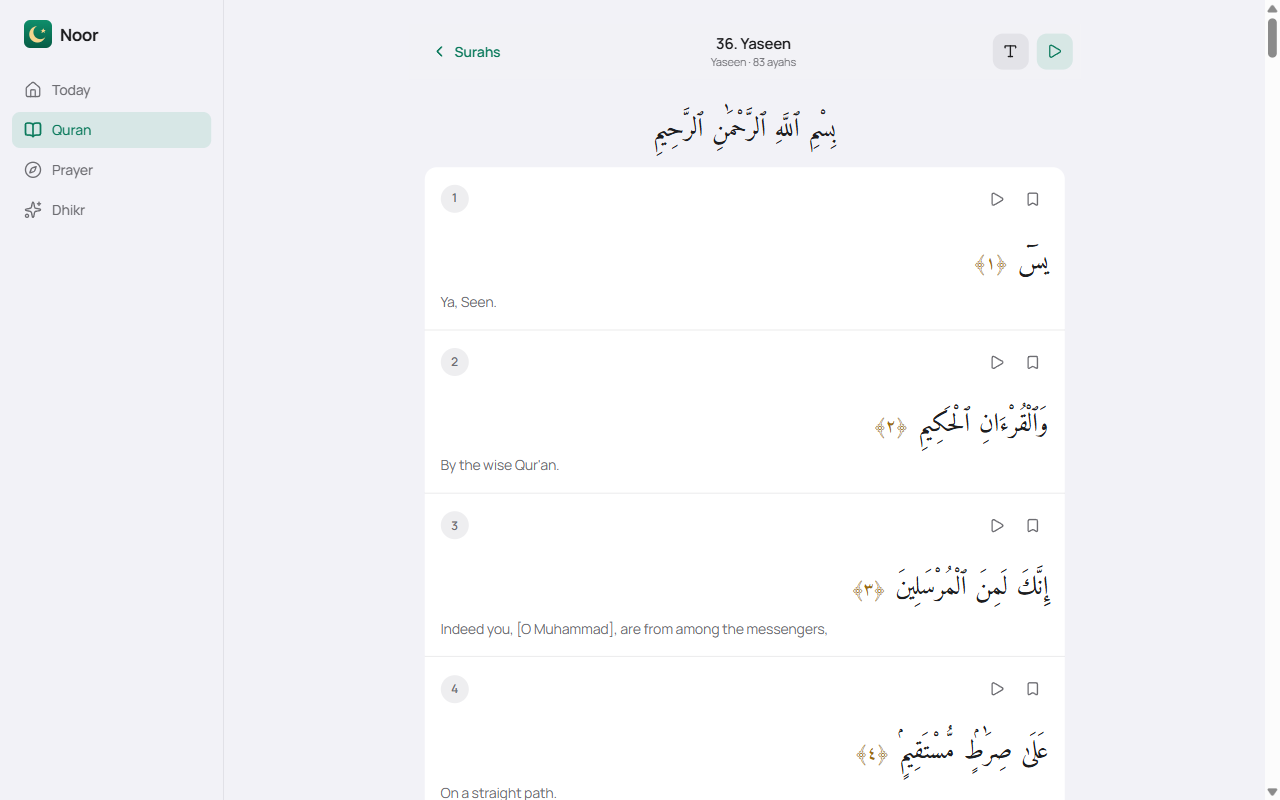 Noor
Today
Quran
Prayer
Dhikr
Surahs
36. Yaseen
Yaseen · 83 ayahs
بِسْمِ ٱللَّهِ ٱلرَّحْمَٰنِ ٱلرَّحِيمِ
1
يسٓ ﴿١﴾
Ya, Seen.
2
وَٱلْقُرْءَانِ ٱلْحَكِيمِ ﴿٢﴾
By the wise Qur'an.
3
إِنَّكَ لَمِنَ ٱلْمُرْسَلِينَ ﴿٣﴾
Indeed you, [O Muhammad], are from among the messengers,
4
عَلَىٰ صِرَٰطٍۢ مُّسْتَقِيمٍۢ ﴿٤﴾
On a straight path.